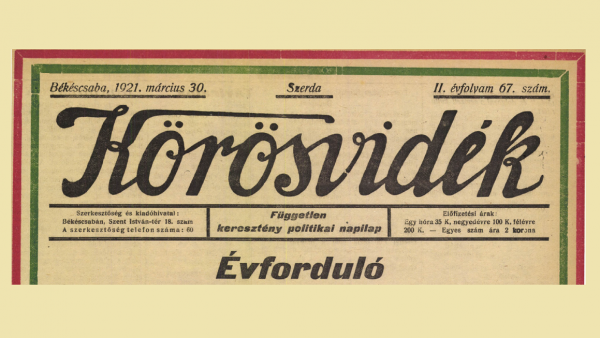 Békéscsaba, 1921. március 30. Szerda II. évfolyam 67. szám.
Körösvidék
Szerkesztőség és kiadóhivatal:
Békéscsabán, Szent István-tér 18. szám
A szerkesztőség telefon száma: 60
Független
keresztény politikai napilap
Előfizetési árak:
Egy hóra 35 K, negyedévre 100 K, félévre
200 K. — Egyes szám ára 2 korona
Évforduló